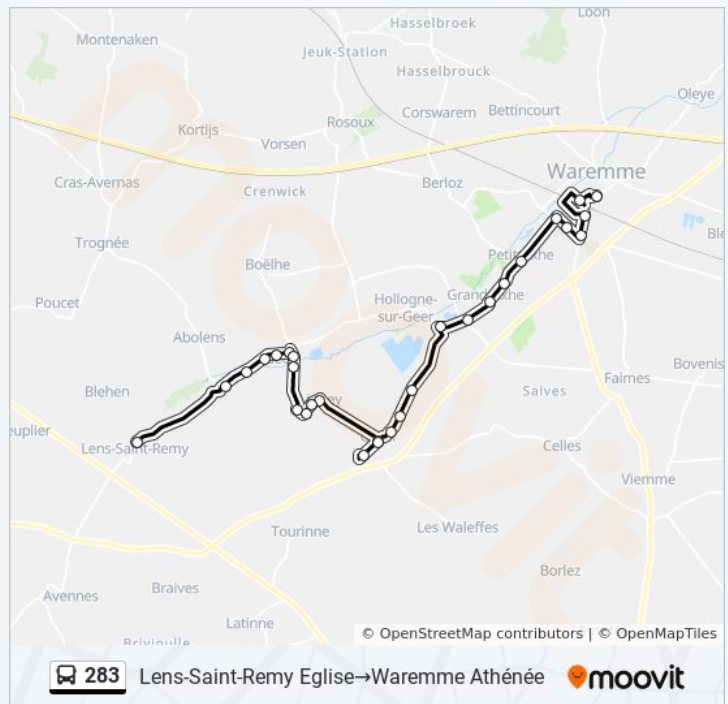 Loon
Hasselbroek
Montenaken
Jeuk-Station
Hasselbrouck
Oleye
Corswarem
Bettincourt
Rosoux
Kortijs
Vorsen
Waremme
Cras-Avernas
Crenwick
Berloz
Trognée
Petit-Axhe
Boëlhe
Hollogne-
sur-Geer
Grand-Axhe
Poucet
Abolens
Bovenis
Blehen
Saives
Faimes
Lens-Saint-Remy
Celles
Viemme
Tourinne
Les Waleffes
Borlez
Braives
Avennes
Latinne
© OpenStreetMap contributors | © OpenMapTiles
283 Lens-Saint-Remy Eglise→Waremme Athénée moovit